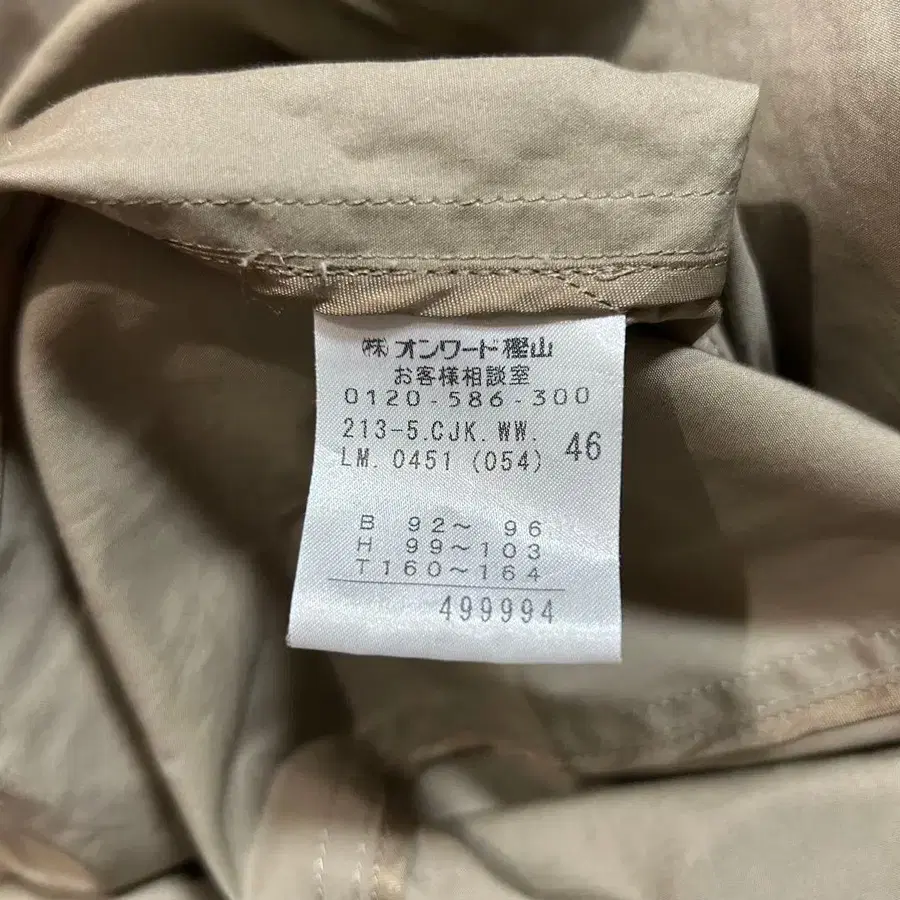 ㈱オンワード樫山
お客様相談室
0120-586-300
213-5.CJK.WW.
LM.0451 (054) 46
B 92〜 96
H 99〜103
T160〜164
499994